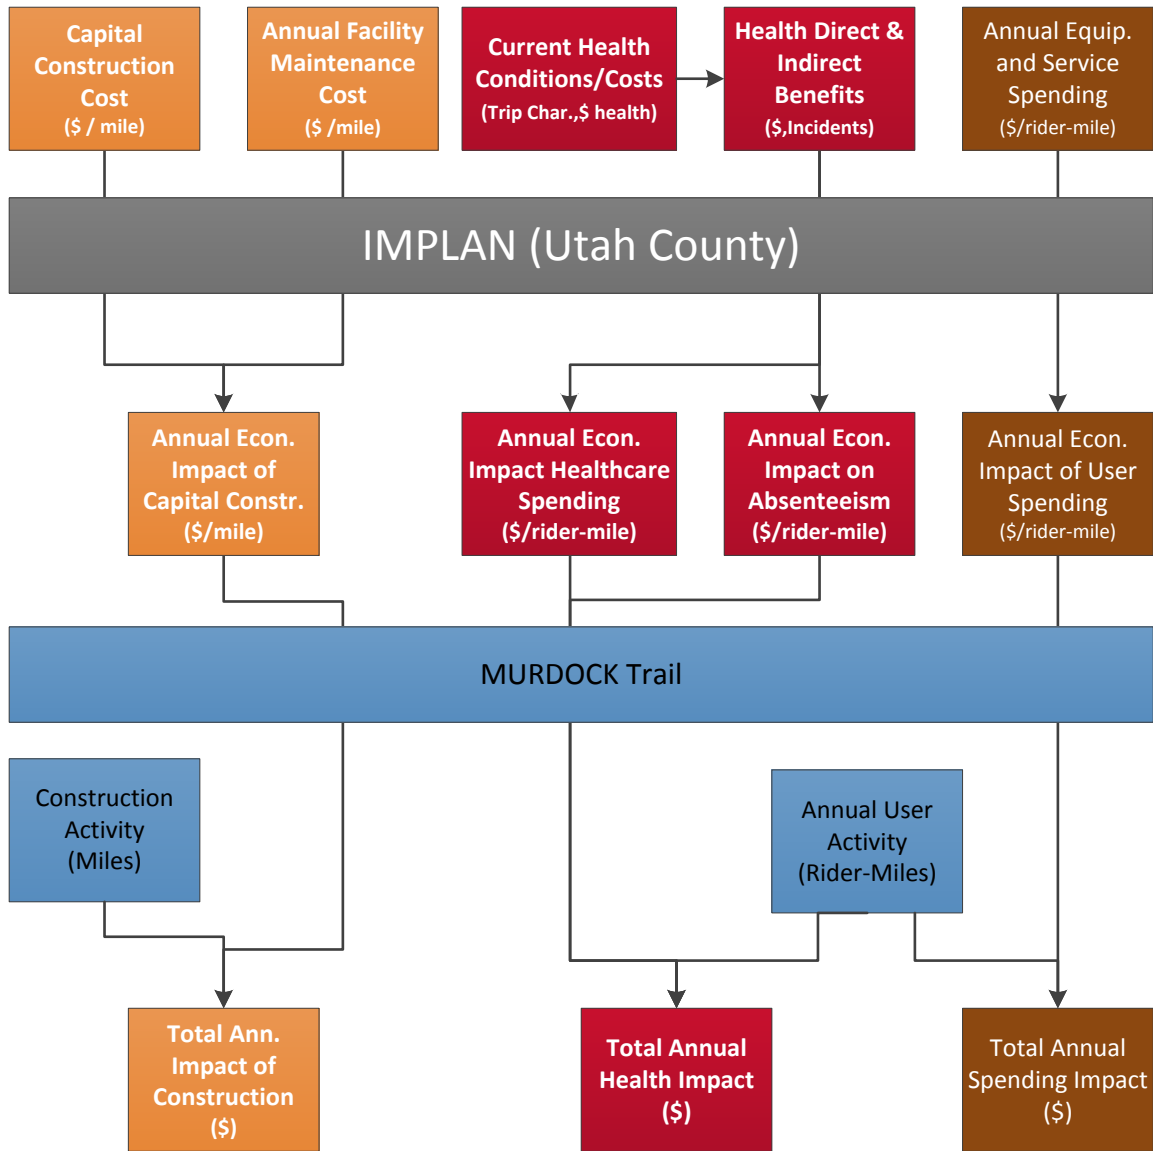 Capital
Construction
Cost
($ / mile)
Annual Facility
Maintenance
Cost
($ /mile)
Current Health
Conditions/Costs
(Trip Char.,$ health)
Health Direct &
Indirect
Benefits
($,Incidents)
Annual Equip.
and Service
Spending
($/rider-mile)
IMPLAN (Utah County)
Annual Econ.
Impact of
Capital Constr.
($/mile)
Annual Econ.
Impact Healthcare
Spending
($/rider-mile)
Annual Econ.
Impact on
Absenteeism
($/rider-mile)
Annual Econ.
Impact of User
Spending
($/rider-mile)
MURDOCK Trail
Construction
Activity
(Miles)
Annual User
Activity
(Rider-Miles)
Total Ann.
Impact of
Construction
($)
Total Annual
Health Impact
($)
Total Annual
Spending Impact
($)